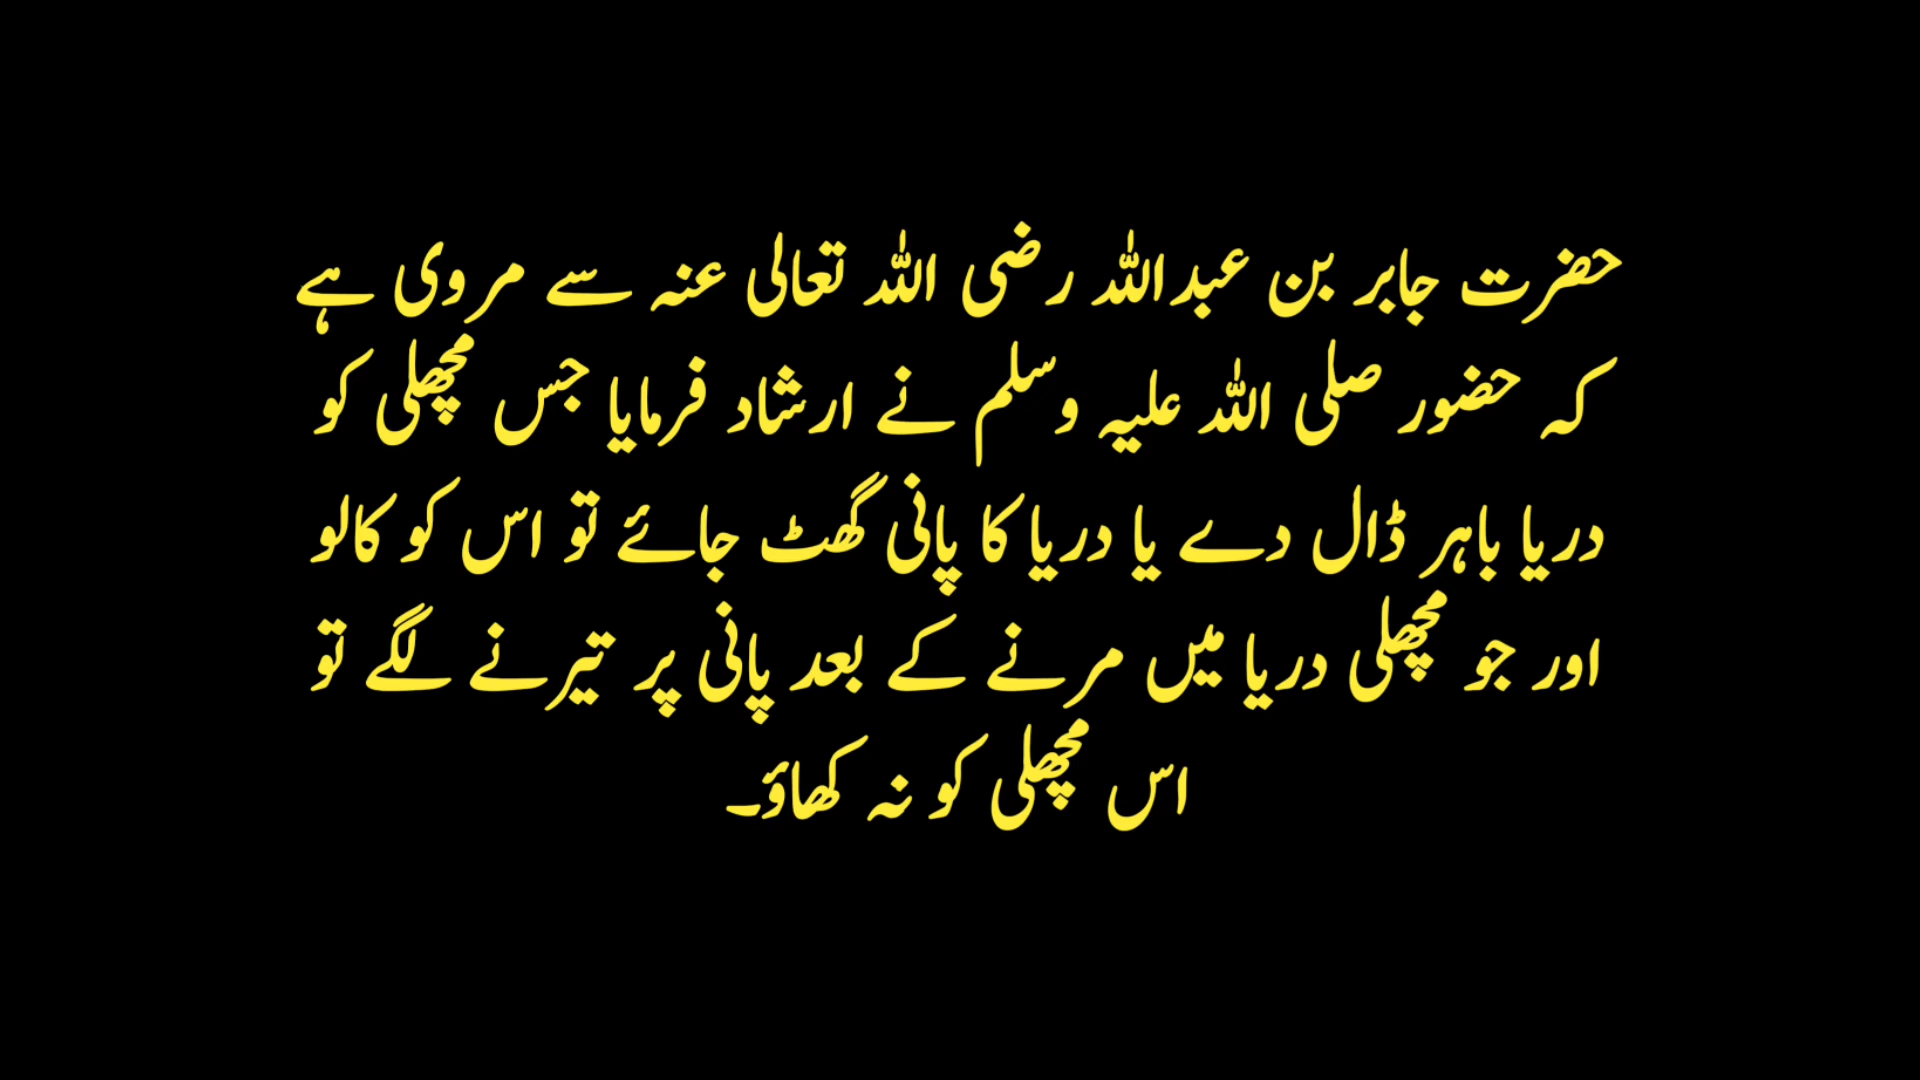 حضرت جابر بن عبداللہ رضی اللہ تعالی عنہ سے مروی ہے
کہ حضور صلی اللہ علیہ وسلم نے ارشاد فرمایا جس مچھلی کو
دریا باہر ڈال دے یا دریا کا پانی گھٹ جائے تو اس کو کالو
اور جو مچھلی دریا میں مرنے کے بعد پانی پر تیرنے لگے تو
اس مچھلی کو نہ کھاؤ۔